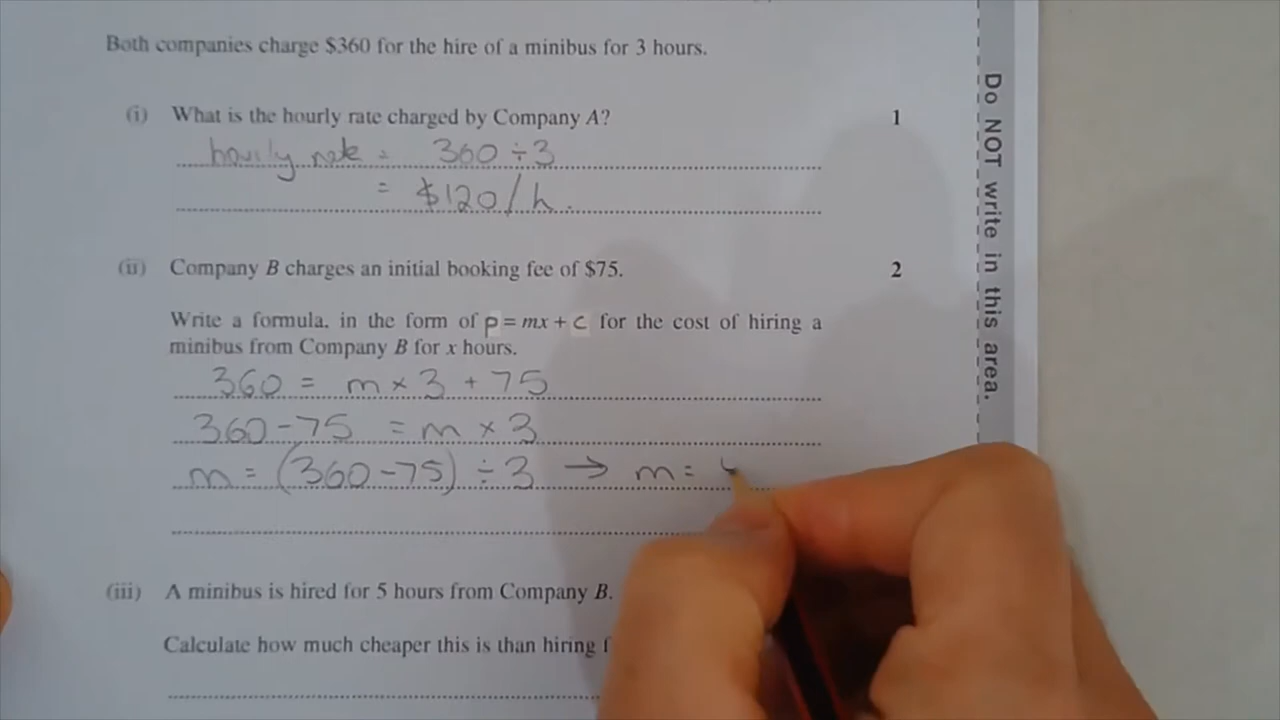 Both companies charge $360 for the hire of a minibus for 3 hours.
(i) What is the hourly rate charged by Company A? 1
hourly rate = 360 ÷ 3
= $120/h.
(ii) Company B charges an initial booking fee of $75. 2
Write a formula, in the form of p = mx + c for the cost of hiring a
minibus from Company B for x hours.
360 = m × 3 + 75
360 - 75 = m × 3
m = (360 - 75) ÷ 3 → m =
(iii) A minibus is hired for 5 hours from Company B.
Calculate how much cheaper this is than hiring
Do NOT write in this area.